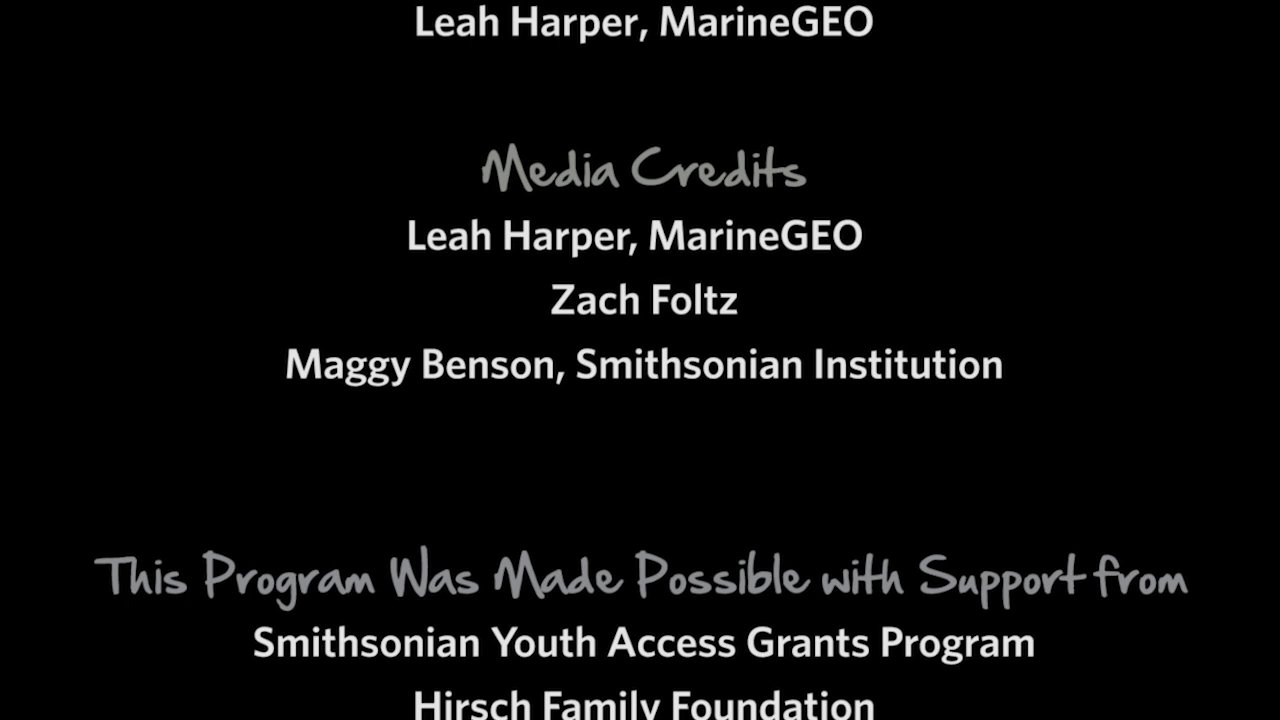 Leah Harper, MarineGEO
Media Credits
Leah Harper, MarineGEO
Zach Foltz
Maggy Benson, Smithsonian Institution
This Program Was Made Possible with Support from
Smithsonian Youth Access Grants Program
Hirsch Family Foundation